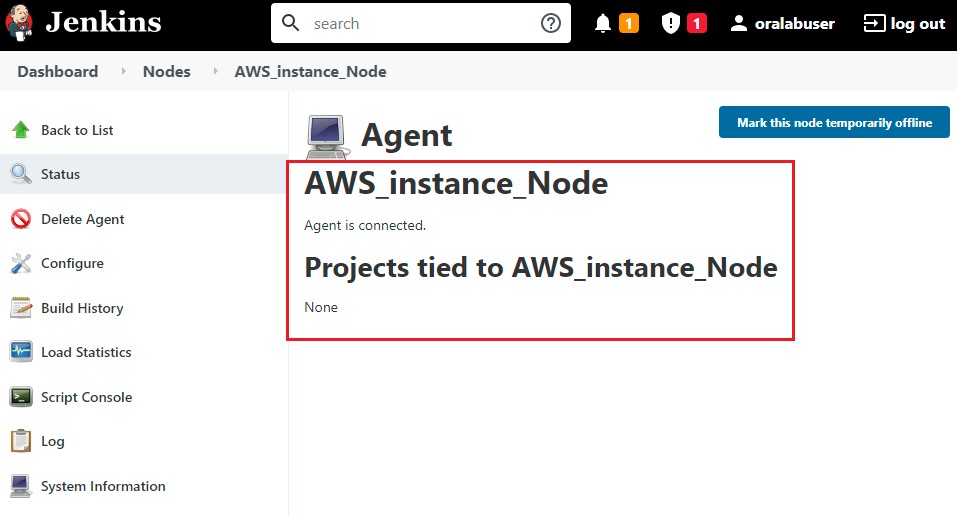 Jenkins
search
1
1
oralabuser
log out
Dashboard
Nodes
AWS_instance_Node
Back to List
Status
Delete Agent
Configure
Build History
Load Statistics
Script Console
Log
System Information
Agent
Mark this node temporarily offline
AWS_instance_Node
Agent is connected.
Projects tied to AWS_instance_Node
None